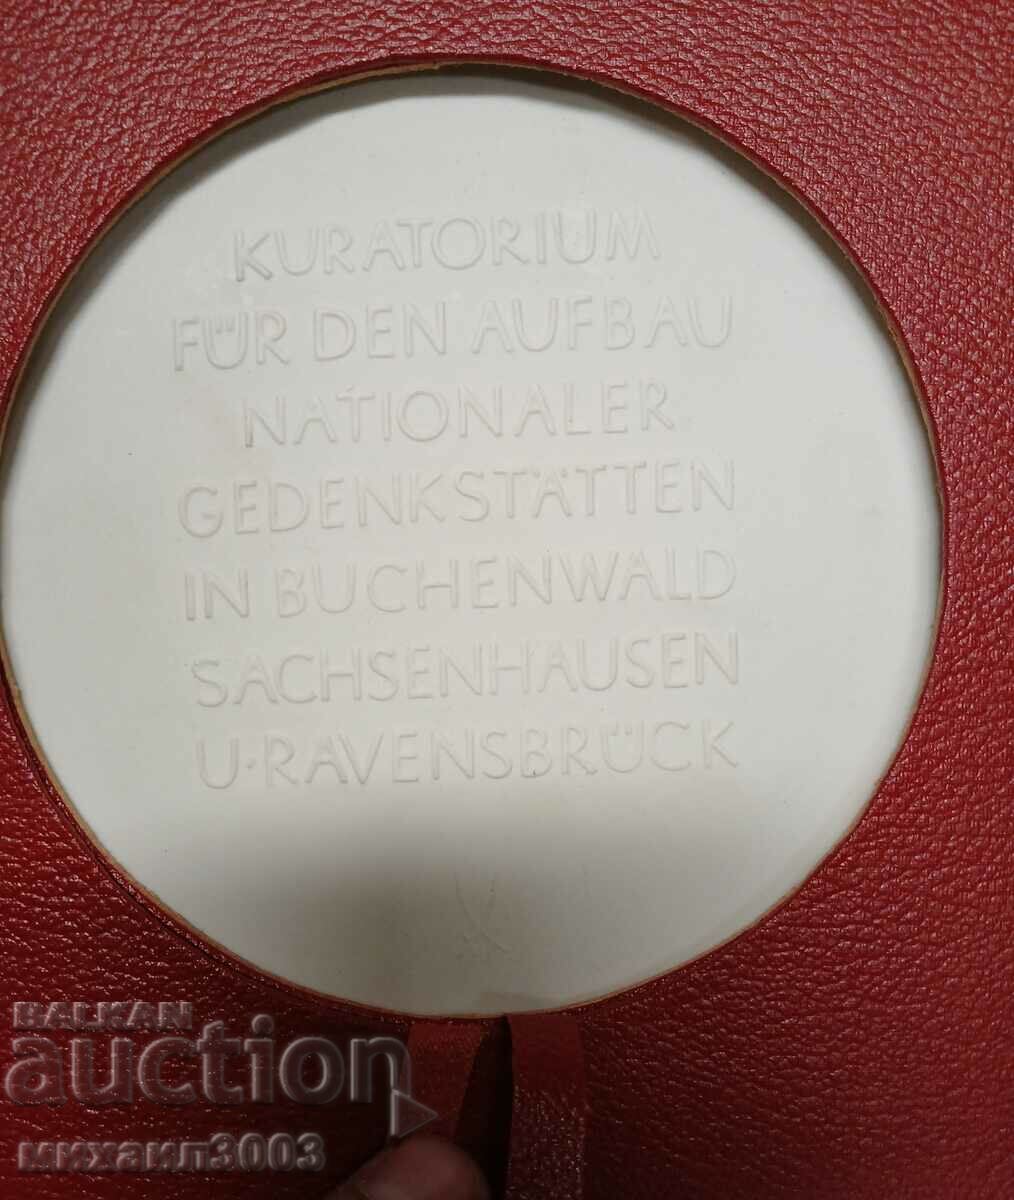 KURATORIUM
FÜR DEN AUFBAU
NATIONALER
GEDENKSTÄTTEN
IN BUCHENWALD
SACHSENHAUSEN
U·RAVENSBRÜCK
BALKAN
auction
михаил3003